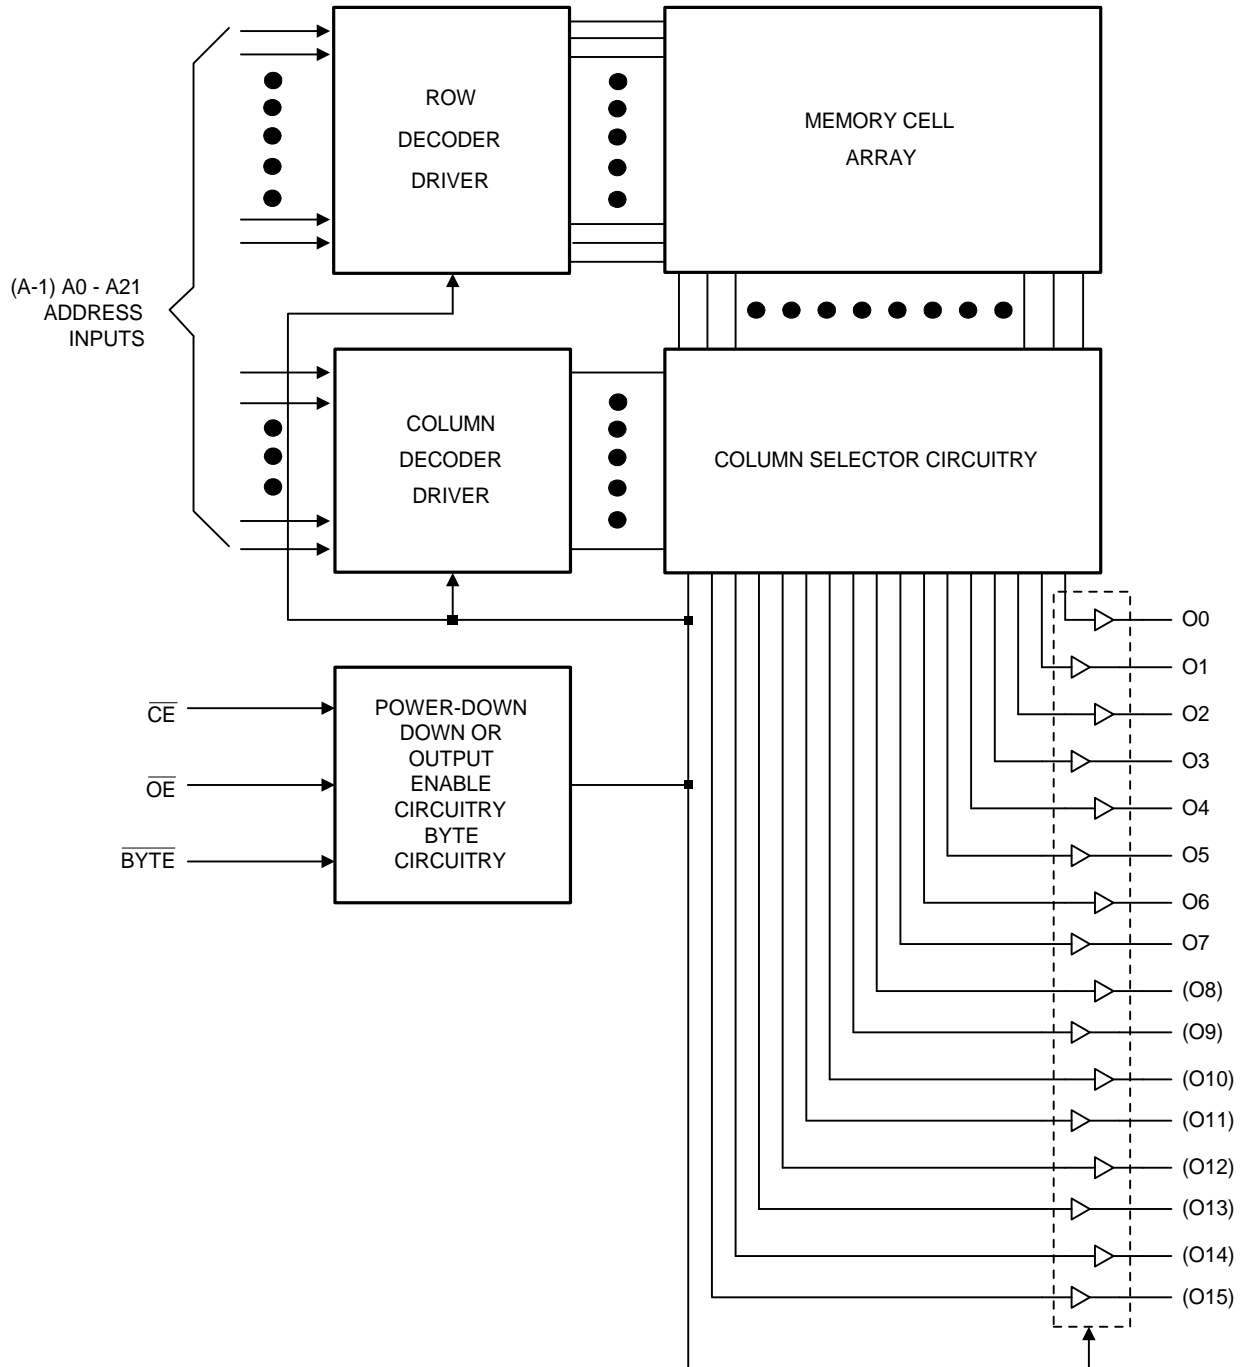 ROW
DECODER
DRIVER
MEMORY CELL
ARRAY
(A-1) A0 - A21
ADDRESS
INPUTS
COLUMN
DECODER
DRIVER
COLUMN SELECTOR CIRCUITRY
CE
OE
BYTE
POWER-DOWN
DOWN OR
OUTPUT
ENABLE
CIRCUITRY
BYTE
CIRCUITRY
O0
O1
O2
O3
O4
O5
O6
O7
(O8)
(O9)
(O10)
(O11)
(O12)
(O13)
(O14)
(O15)